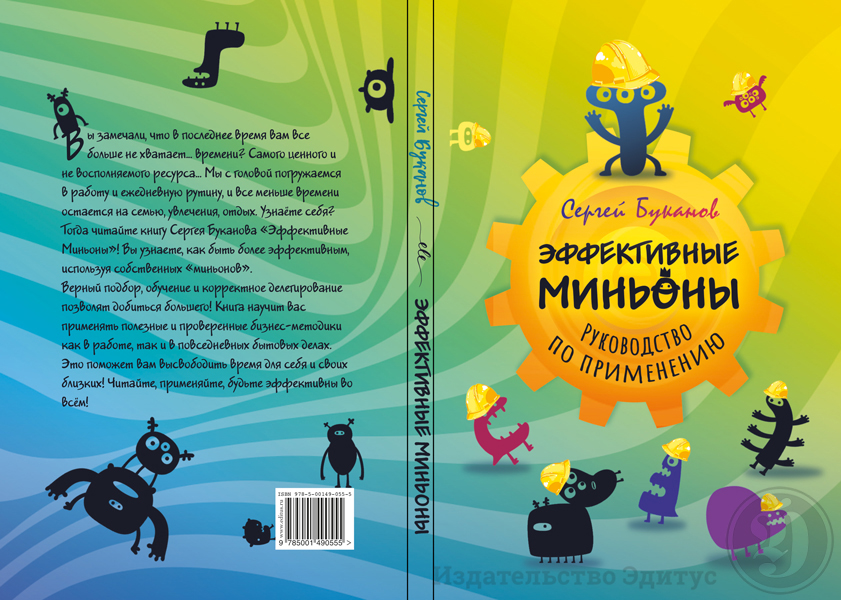 Вы замечали, что в последнее время вам все
больше не хватает... времени? Самого ценного и
не восполняемого ресурса... Мы с головой погружаемся
в работу и ежедневную рутину, и все меньше времени
остается на семью, увлечения, отдых. Узнаёте себя?
Тогда читайте книгу Сергея Буканова «Эффективные
Миньоны»! Вы узнаете, как быть более эффективным,
используя собственных «миньонов».
Верный подбор, обучение и корректное делегирование
позволят добиться большего! Книга научит вас
применять полезные и проверенные бизнес-методики
как в работе, так и в повседневных бытовых делах.
Это поможет вам высвободить время для себя и своих
близких! Читайте, применяйте, будьте эффективны во
всём!
ISBN 978-5-00149-055-5
www.editus.ru
9 785001 490555 >
Сергей Буканов
ЭФФЕКТИВНЫЕ МИНЬОНЫ
Сергей Буканов
ЭФФЕКТИВНЫЕ
МИНЬОНЫ
РУКОВОДСТВО
ПО ПРИМЕНЕНИЮ
Издательство Эдитус